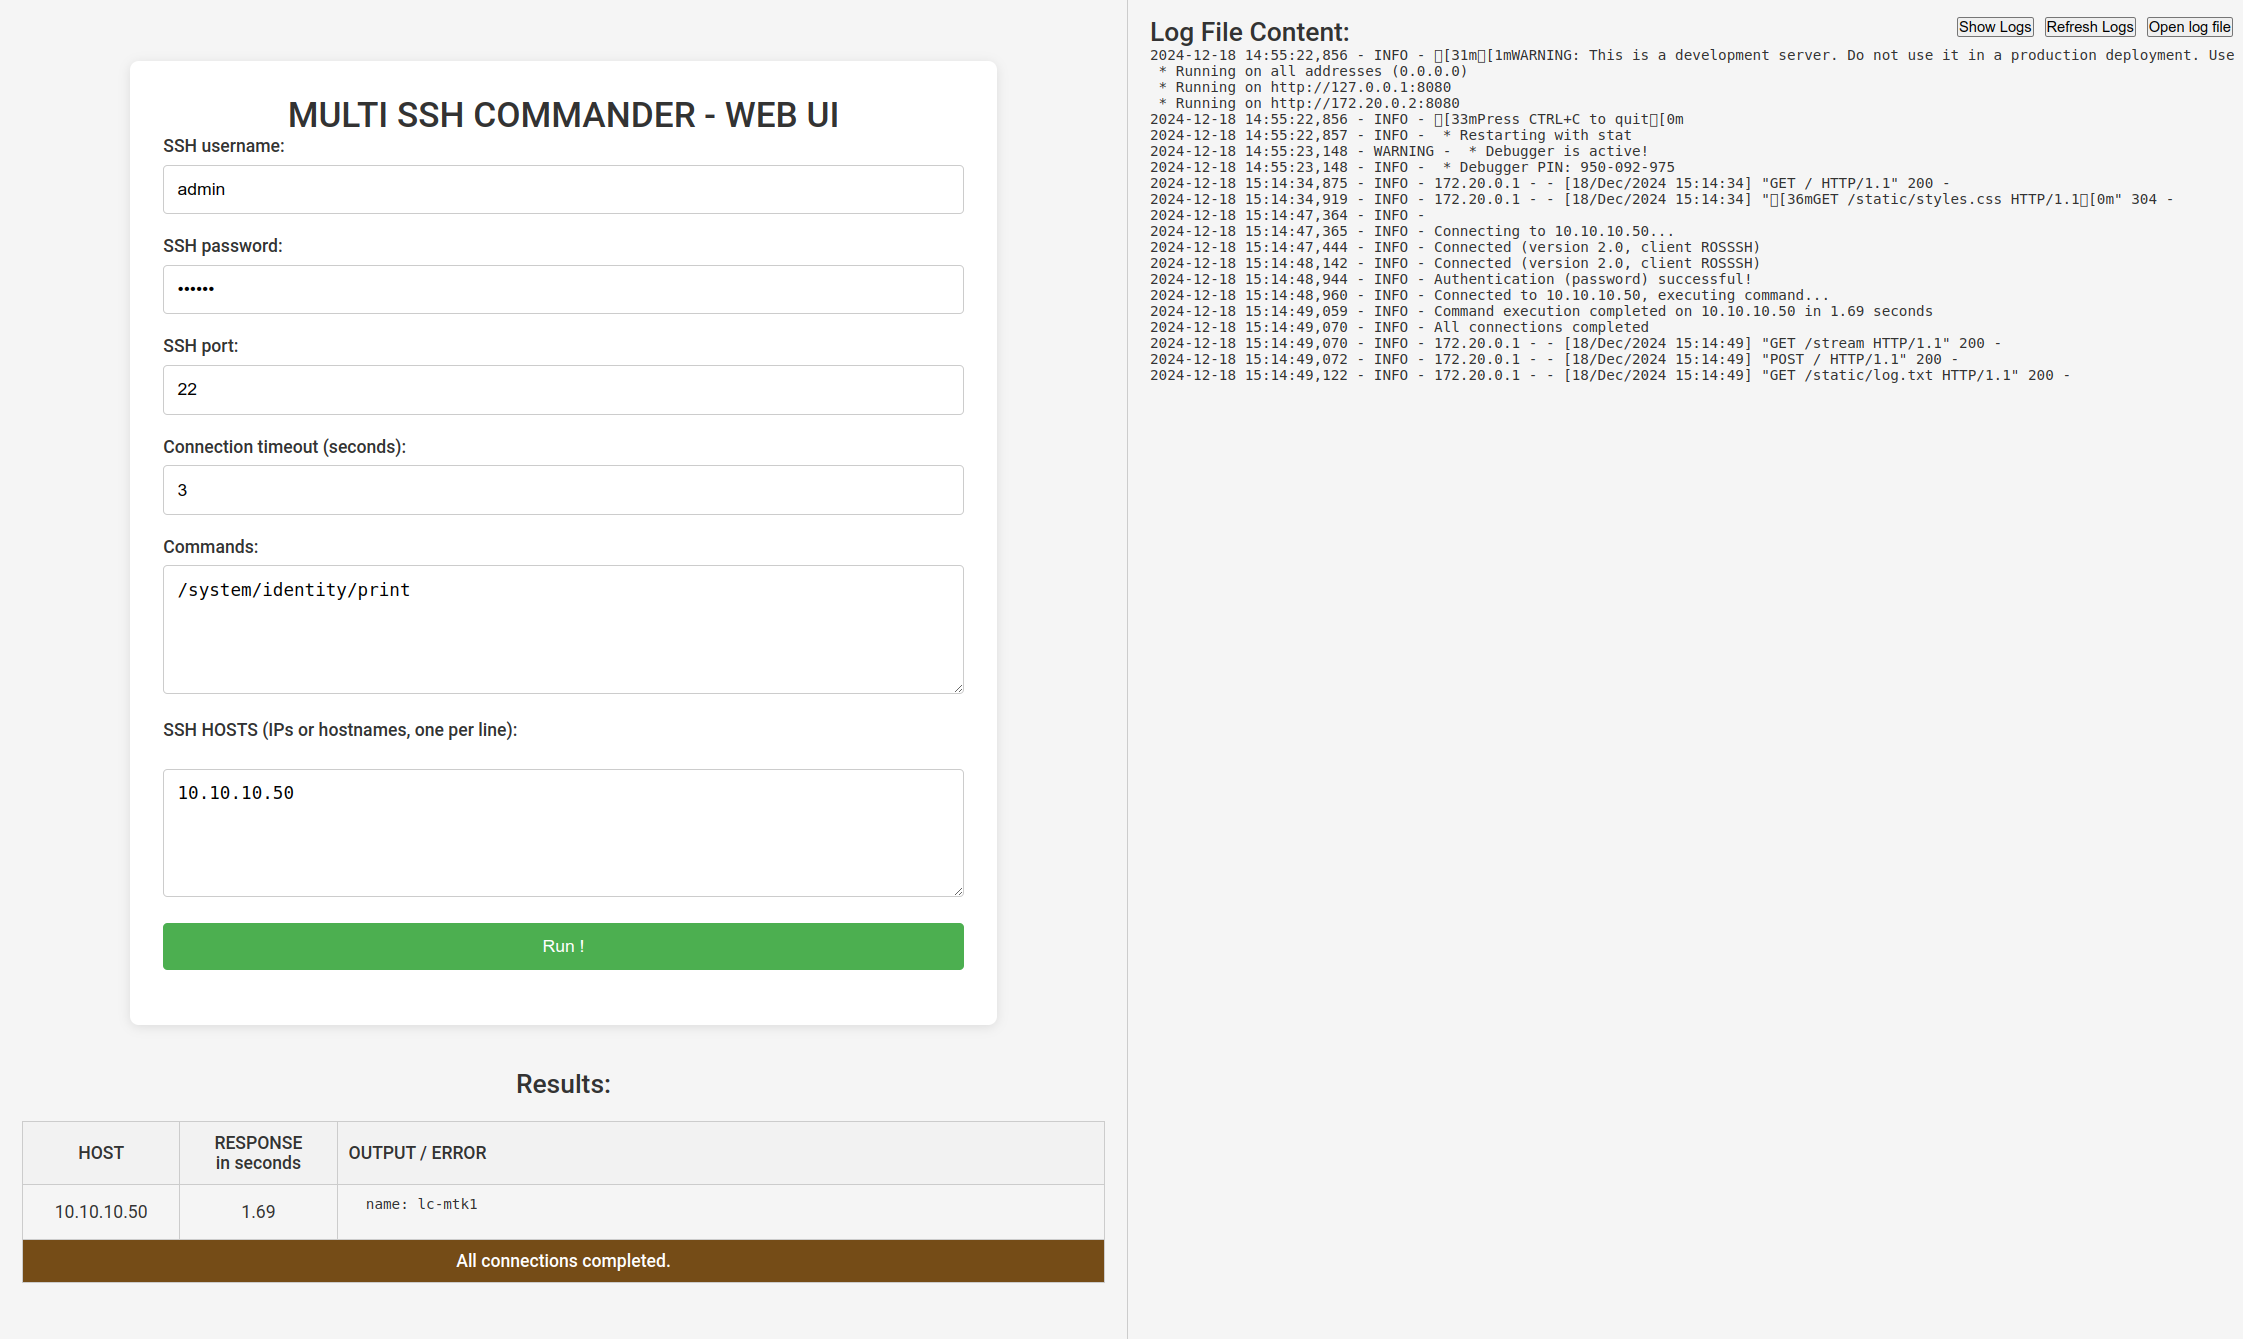 MULTI SSH COMMANDER - WEB UI
SSH username:
admin
SSH password:
••••••
SSH port:
22
Connection timeout (seconds):
3
Commands:
/system/identity/print
SSH HOSTS (IPs or hostnames, one per line):
10.10.10.50
Run !
Results:
HOST RESPONSE in seconds OUTPUT / ERROR
10.10.10.50 1.69 name: lc-mtk1
All connections completed.
Log File Content:
Show Logs Refresh Logs Open log file
2024-12-18 14:55:22,856 - INFO - [31m[1mWARNING: This is a development server. Do not use it in a production deployment. Use
* Running on all addresses (0.0.0.0)
* Running on http://127.0.0.1:8080
* Running on http://172.20.0.2:8080
2024-12-18 14:55:22,856 - INFO - [33mPress CTRL+C to quit[0m
2024-12-18 14:55:22,857 - INFO -  * Restarting with stat
2024-12-18 14:55:23,148 - WARNING -  * Debugger is active!
2024-12-18 14:55:23,148 - INFO -  * Debugger PIN: 950-092-975
2024-12-18 15:14:34,875 - INFO - 172.20.0.1 - - [18/Dec/2024 15:14:34] "GET / HTTP/1.1" 200 -
2024-12-18 15:14:34,919 - INFO - 172.20.0.1 - - [18/Dec/2024 15:14:34] "[36mGET /static/styles.css HTTP/1.1[0m" 304 -
2024-12-18 15:14:47,364 - INFO -
2024-12-18 15:14:47,365 - INFO - Connecting to 10.10.10.50...
2024-12-18 15:14:47,444 - INFO - Connected (version 2.0, client ROSSSH)
2024-12-18 15:14:48,142 - INFO - Connected (version 2.0, client ROSSSH)
2024-12-18 15:14:48,944 - INFO - Authentication (password) successful!
2024-12-18 15:14:48,960 - INFO - Connected to 10.10.10.50, executing command...
2024-12-18 15:14:49,059 - INFO - Command execution completed on 10.10.10.50 in 1.69 seconds
2024-12-18 15:14:49,070 - INFO - All connections completed
2024-12-18 15:14:49,070 - INFO - 172.20.0.1 - - [18/Dec/2024 15:14:49] "GET /stream HTTP/1.1" 200 -
2024-12-18 15:14:49,072 - INFO - 172.20.0.1 - - [18/Dec/2024 15:14:49] "POST / HTTP/1.1" 200 -
2024-12-18 15:14:49,122 - INFO - 172.20.0.1 - - [18/Dec/2024 15:14:49] "GET /static/log.txt HTTP/1.1" 200 -